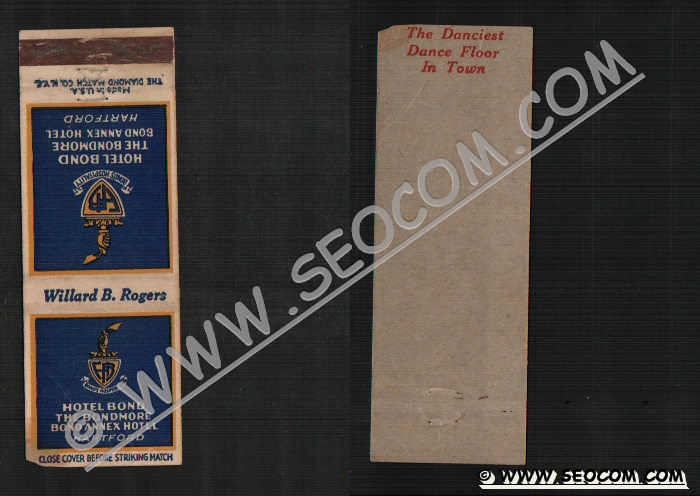 Made in U.S.A.
THE DIAMOND MATCH CO. N.Y.C.
HOTEL BOND
THE BONDMORE
BOND ANNEX HOTEL
HARTFORD
Willard B. Rogers
HOTEL BOND
THE BONDMORE
BOND ANNEX HOTEL
HARTFORD
CLOSE COVER BEFORE STRIKING MATCH
The Danciest
Dance Floor
In Town
© WWW.SEOCOM.COM
© WWW.SEOCOM.COM